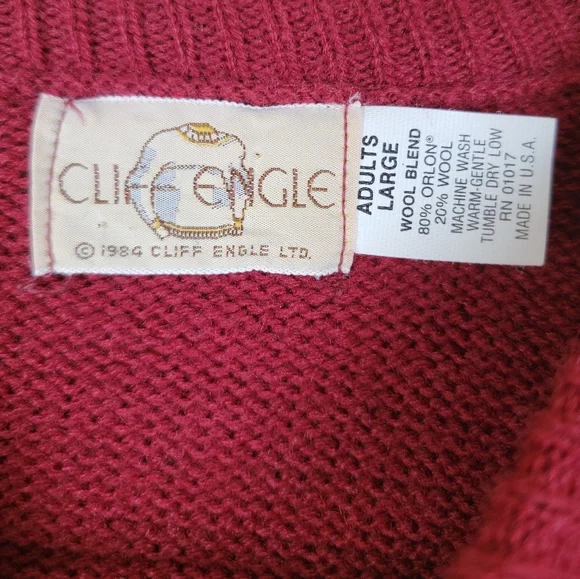 CLIFF ENGLE
© 1984 CLIFF ENGLE LTD.
ADULTS
LARGE
WOOL BLEND
80% ORLON®
20% WOOL
MACHINE WASH
WARM-GENTLE
TUMBLE DRY LOW
RN 01017
MADE IN U.S.A.